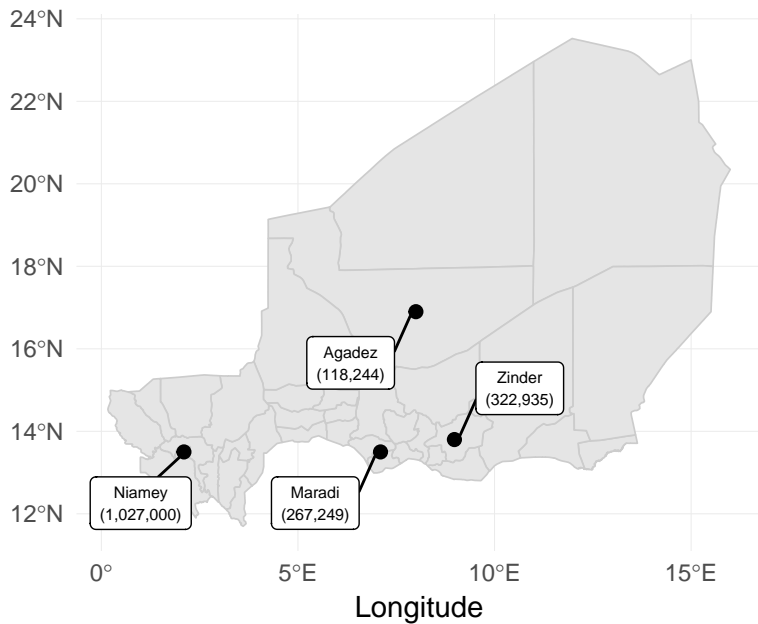 24°N
22°N
20°N
18°N
16°N
14°N
12°N
Agadez
(118,244)
Zinder
(322,935)
Niamey
(1,027,000)
Maradi
(267,249)
0°
5°E
10°E
15°E
Longitude